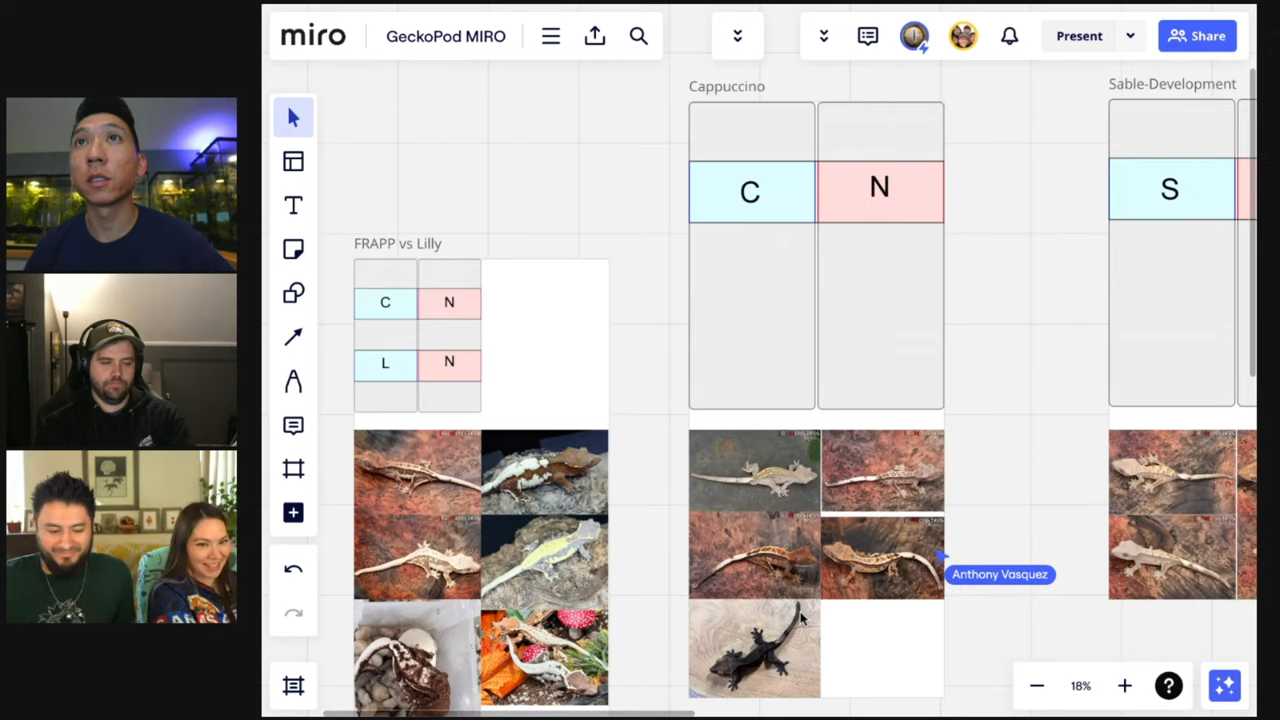 miro
GeckoPod MIRO
Present
Share
Cappuccino
Sable-Development
C
N
S
FRAPP vs Lilly
C
N
L
N
Anthony Vasquez
18%